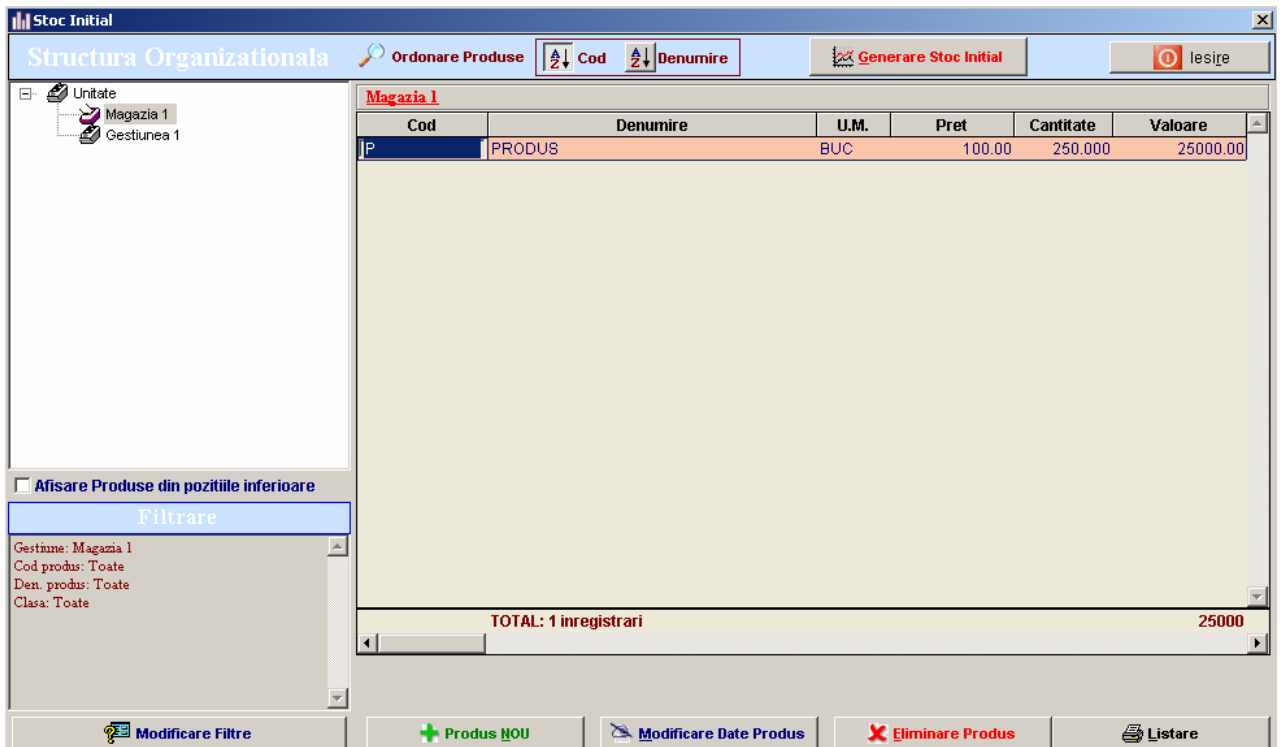 Stoc Initial
Structura Organizationala
Ordonare Produse
Cod
Denumire
Generare Stoc Initial
Iesire
Unitate
Magazia 1
Gestiunea 1
Magazia 1
Cod Denumire U.M. Pret Cantitate Valoare
P PRODUS BUC 100.00 250.000 25000.00
TOTAL: 1 inregistrari 25000
Afisare Produse din pozitiile inferioare
Filtrare
Gestiune: Magazia 1
Cod produs: Toate
Den. produs: Toate
Clasa: Toate
Modificare Filtre
Produs NOU
Modificare Date Produs
Eliminare Produs
Listare